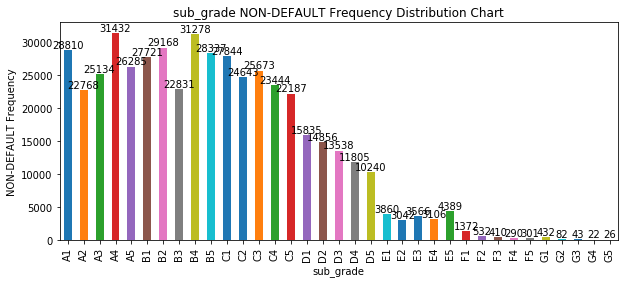 sub_grade NON-DEFAULT Frequency Distribution Chart
NON-DEFAULT Frequency
30000
25000
20000
15000
10000
5000
0
28810
22768
25134
31432
26285
27721
29168
22831
31278
28337
27844
24643
25673
23444
22187
15835
14856
13538
11805
10240
3860
3042
3566
3106
4389
1372
532
410
290
301
432
82
43
22
26
A1
A2
A3
A4
A5
B1
B2
B3
B4
B5
C1
C2
C3
C4
C5
D1
D2
D3
D4
D5
E1
E2
E3
E4
E5
F1
F2
F3
F4
F5
G1
G2
G3
G4
G5
sub_grade